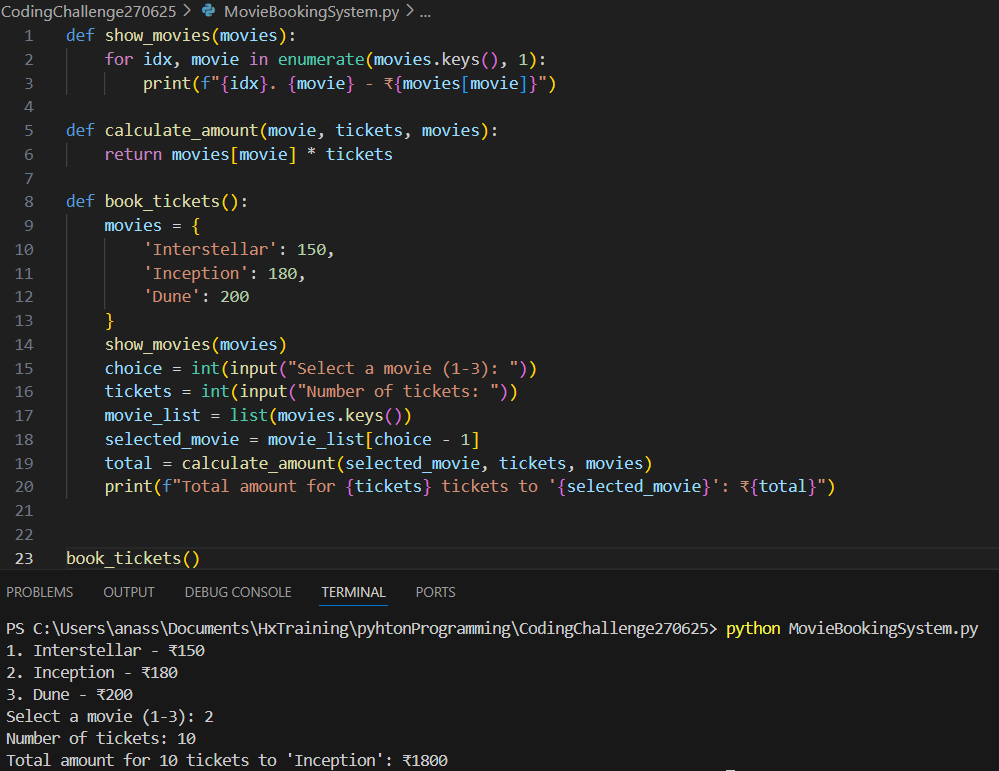 CodingChallenge270625 > MovieBookingSystem.py > ...
1 def show_movies(movies):
2     for idx, movie in enumerate(movies.keys(), 1):
3         print(f"{idx}. {movie} - ₹{movies[movie]}")
4
5 def calculate_amount(movie, tickets, movies):
6     return movies[movie] * tickets
7
8 def book_tickets():
9     movies = {
10         'Interstellar': 150,
11         'Inception': 180,
12         'Dune': 200
13     }
14     show_movies(movies)
15     choice = int(input("Select a movie (1-3): "))
16     tickets = int(input("Number of tickets: "))
17     movie_list = list(movies.keys())
18     selected_movie = movie_list[choice - 1]
19     total = calculate_amount(selected_movie, tickets, movies)
20     print(f"Total amount for {tickets} tickets to '{selected_movie}': ₹{total}")
21
22
23 book_tickets()
PROBLEMS OUTPUT DEBUG CONSOLE TERMINAL PORTS
PS C:\Users\anass\Documents\HxTraining\pyhtonProgramming\CodingChallenge270625> python MovieBookingSystem.py
1. Interstellar - ₹150
2. Inception - ₹180
3. Dune - ₹200
Select a movie (1-3): 2
Number of tickets: 10
Total amount for 10 tickets to 'Inception': ₹1800